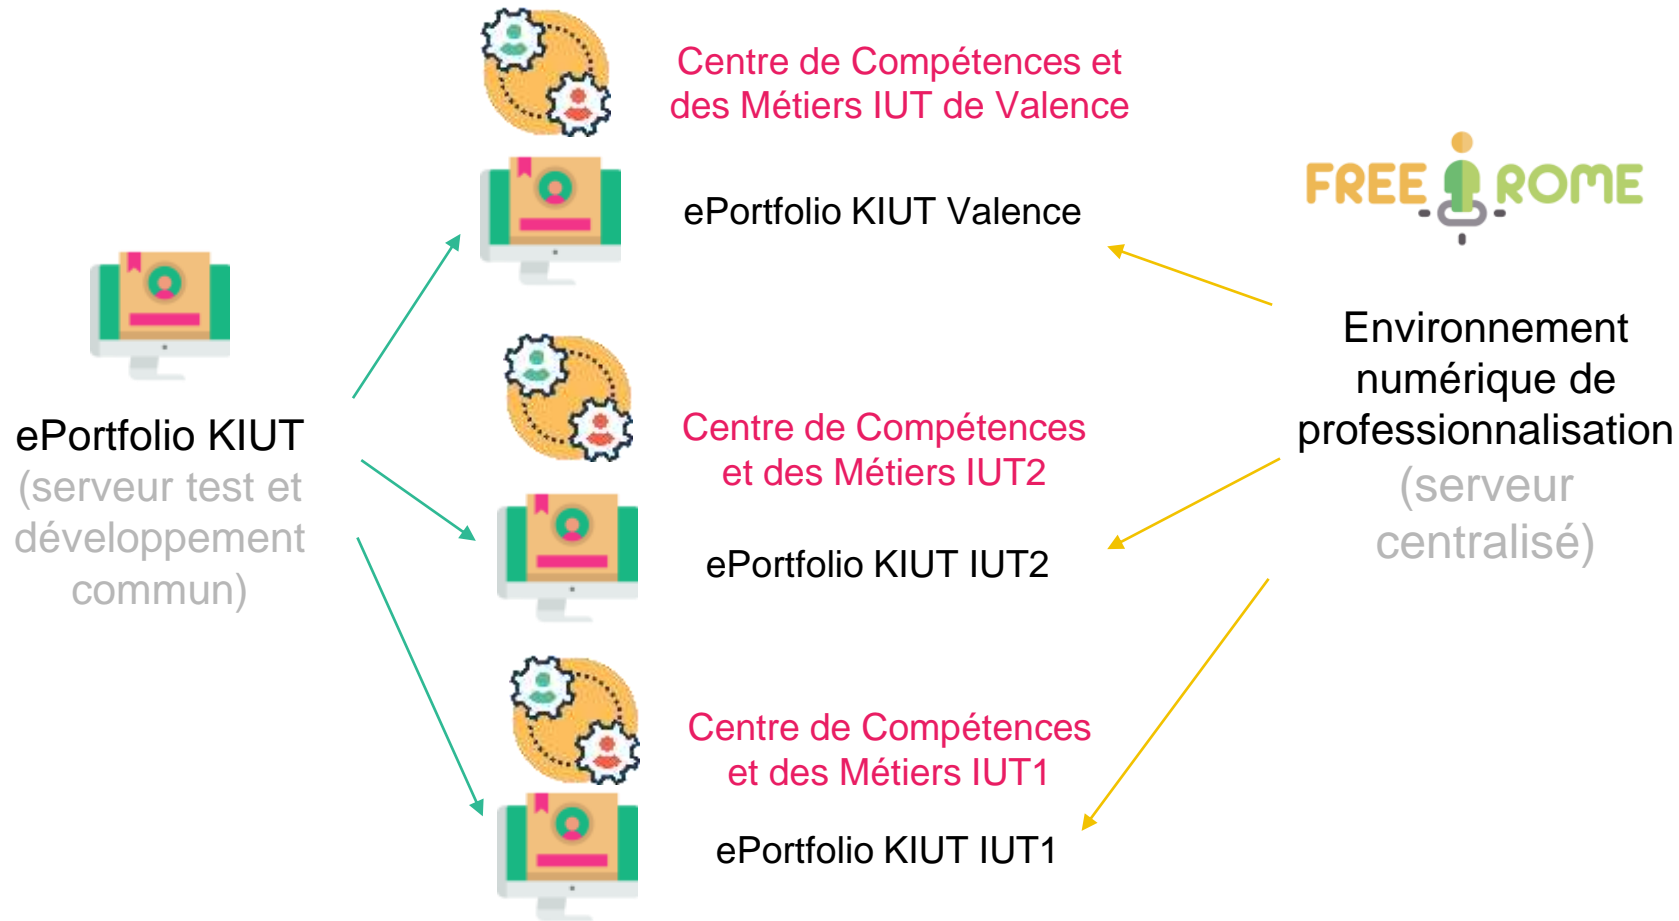 Centre de Compétences et
des Métiers IUT de Valence
ePortfolio KIUT Valence
FREE ROME
ePortfolio KIUT
(serveur test et
développement
commun)
Centre de Compétences
et des Métiers IUT2
ePortfolio KIUT IUT2
Environnement
numérique de
professionnalisation
(serveur
centralisé)
Centre de Compétences
et des Métiers IUT1
ePortfolio KIUT IUT1